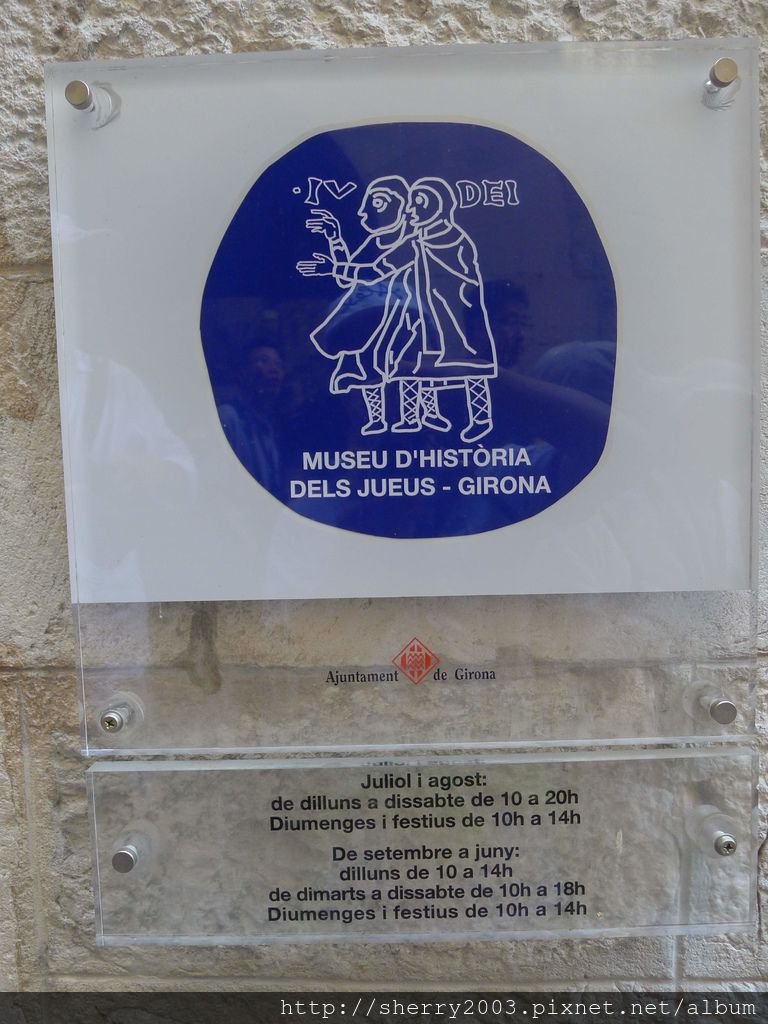 ·IV DEI
MUSEU D'HISTÒRIA
DELS JUEUS - GIRONA
Ajuntament de Girona
Juliol i agost:
de dilluns a dissabte de 10 a 20h
Diumenges i festius de 10h a 14h
De setembre a juny:
dilluns de 10 a 14h
de dimarts a dissabte de 10h a 18h
Diumenges i festius de 10h a 14h
http://sherry2003.pixnet.net/album